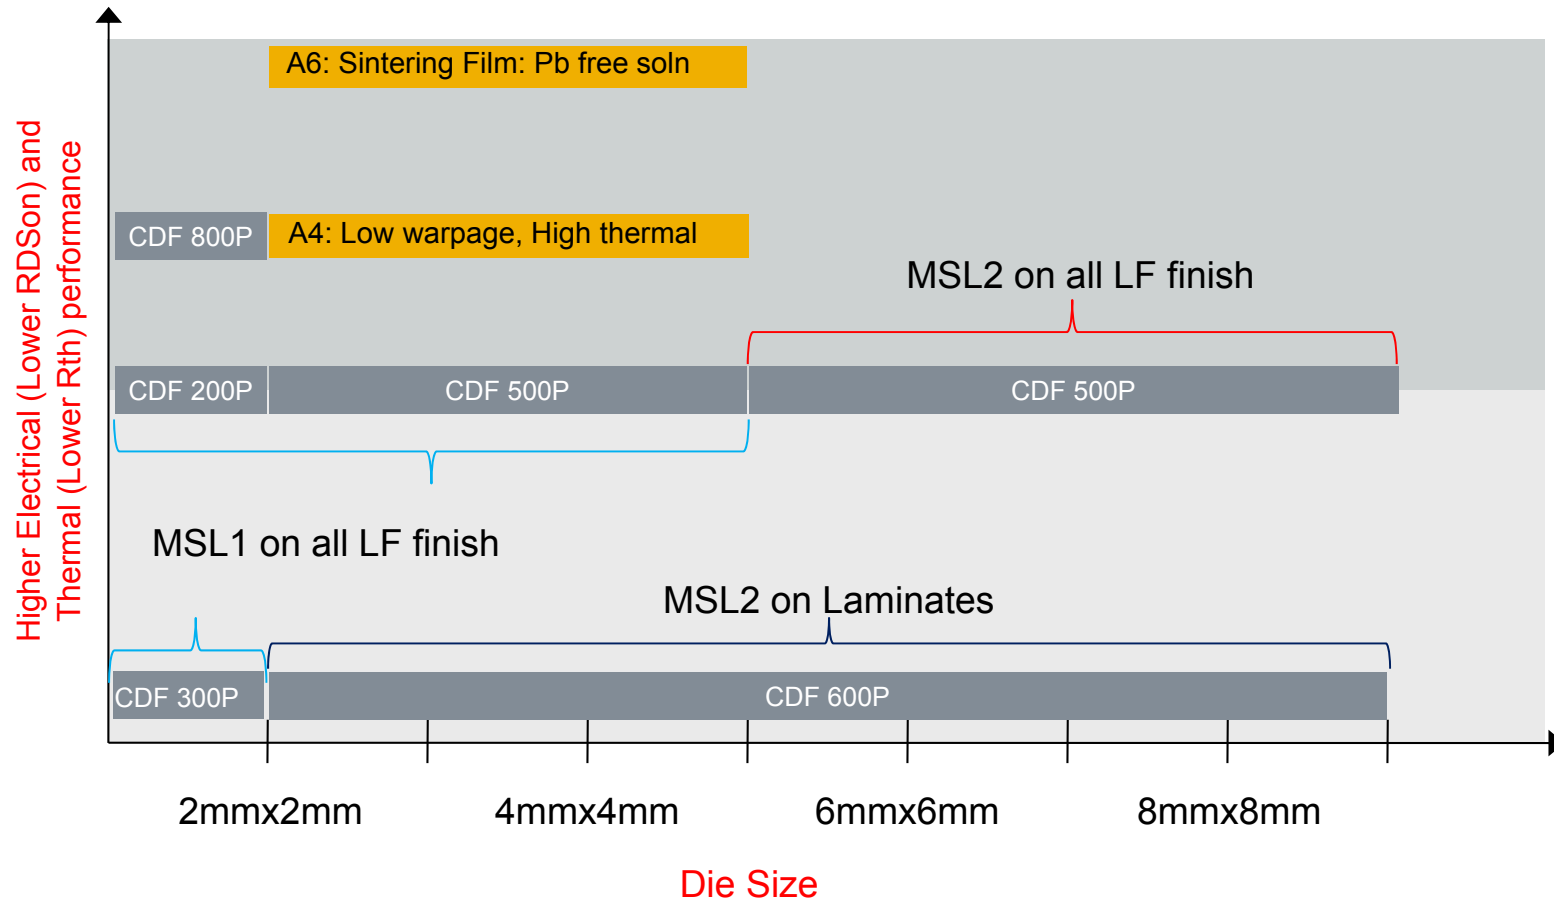 Higher Electrical (Lower RDSon) and
Thermal (Lower Rth) performance
A6: Sintering Film: Pb free soln
CDF 800P
A4: Low warpage, High thermal
MSL2 on all LF finish
CDF 200P
CDF 500P
CDF 500P
MSL1 on all LF finish
MSL2 on Laminates
CDF 300P
CDF 600P
2mmx2mm
4mmx4mm
6mmx6mm
8mmx8mm
Die Size